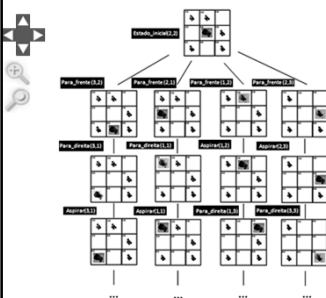 Estado_inicial(2,2)
Para_frente(3,2) Para_frente(2,1) Para_frente(1,2) Para_frente(2,3)
Para_direita(3,1) Para_direita(1,1) Aspirar(1,2) Aspirar(2,3)
Aspirar(3,1) Aspirar(1,1) Para_direita(1,3) Para_direita(3,3)
... ... ... ...